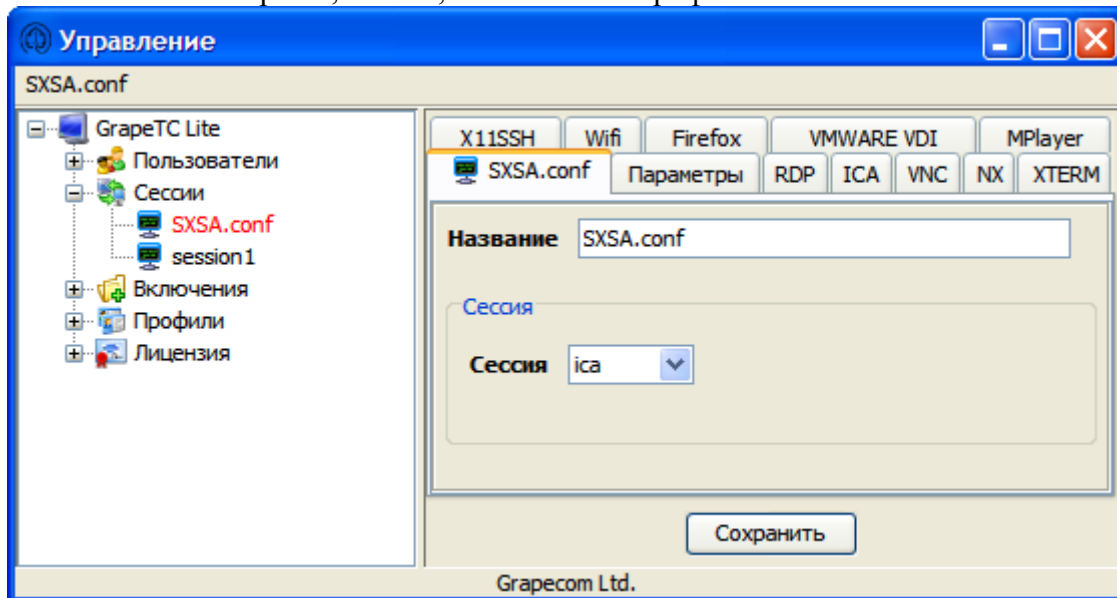 Управление
SXSA.conf
GrapeTC Lite
Пользователи
Сессии
SXSA.conf
session1
Включения
Профили
Лицензия
X11SSH Wifi Firefox VMWARE VDI MPlayer
SXSA.conf Параметры RDP ICA VNC NX XTERM
Название SXSA.conf
Сессия
Сессия ica
Сохранить
Grapecom Ltd.